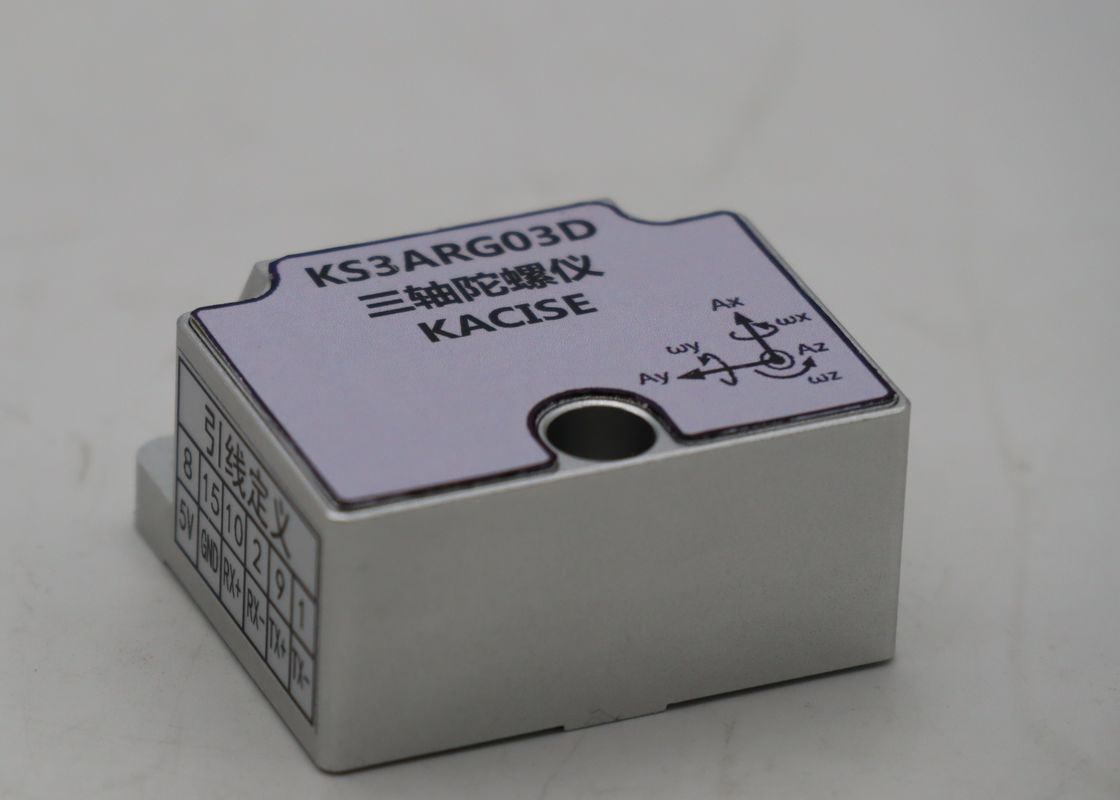 KS3ARG03D
三轴陀螺仪
KACISE
Ax
ωx
ωy
Az
Ay
ωz
引线定义
8 15 10 2 9 1
5V GND RX+ RX- TX+ TX-